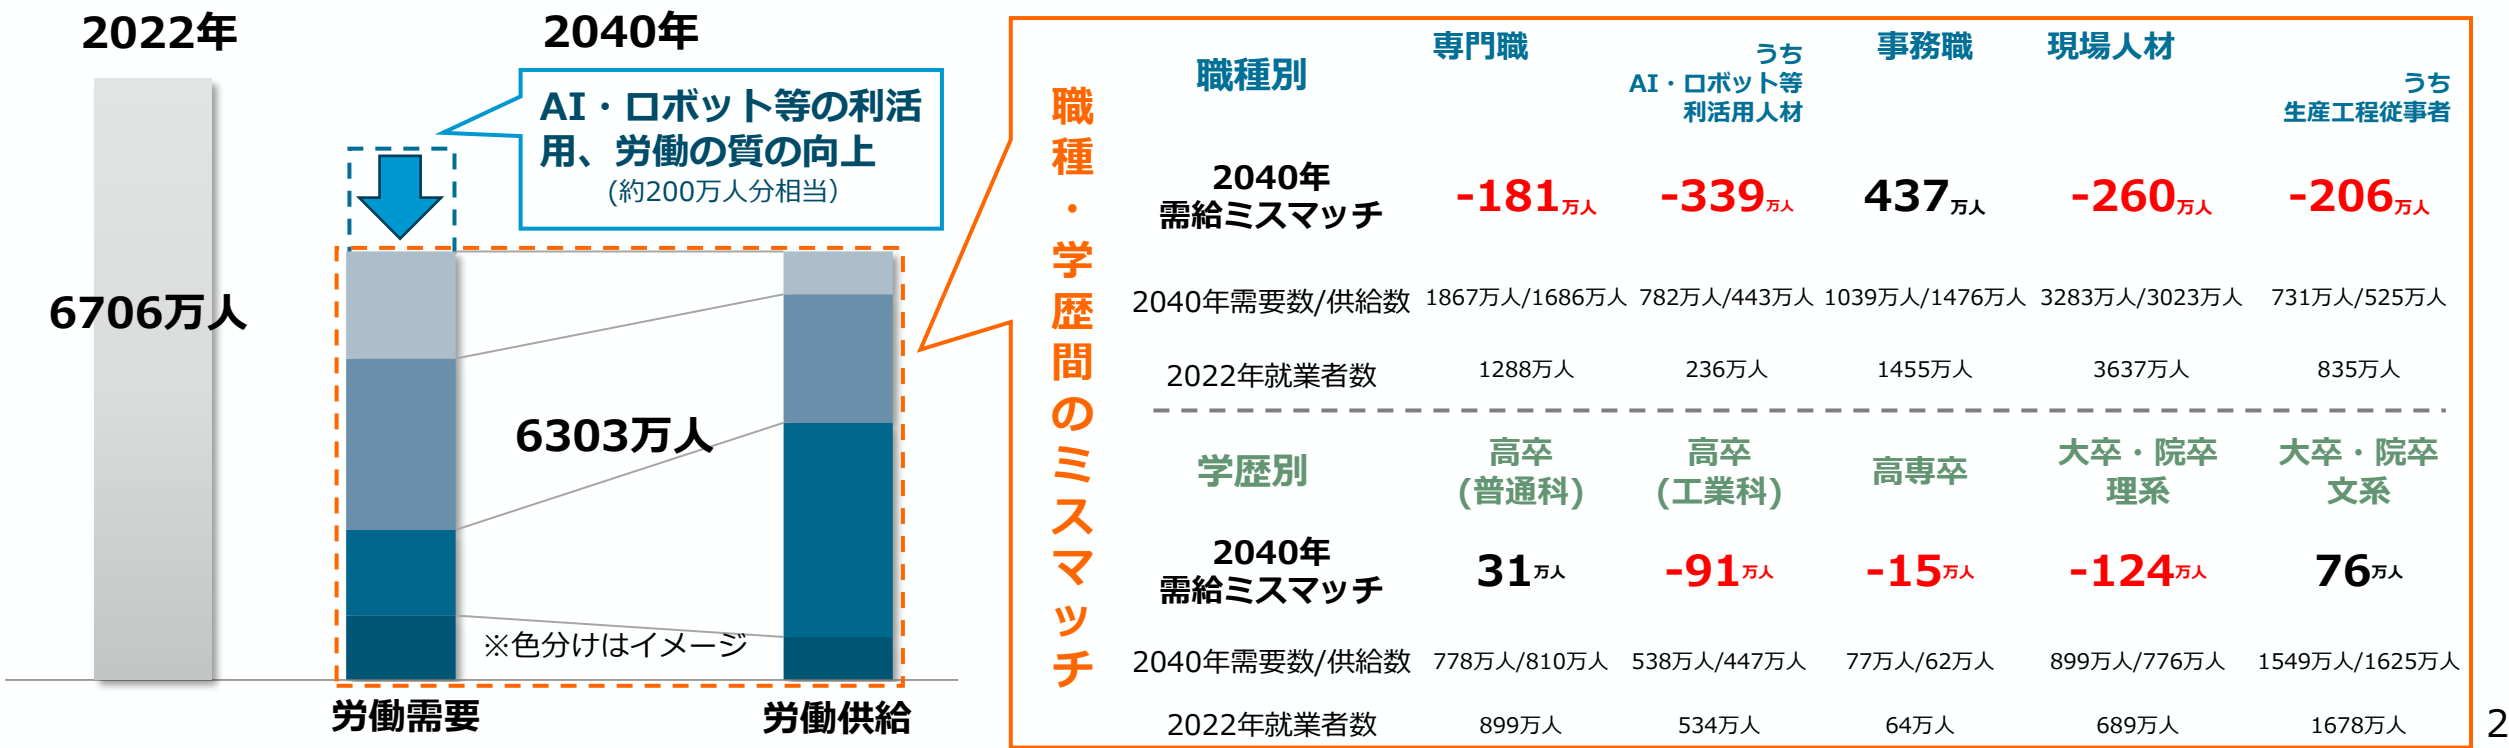 2022年
2040年
AI・ロボット等の利活
用、労働の質の向上
(約200万人分相当）
6706万人
6303万人
※色分けはイメージ
労働需要
労働供給
職種・学歴間のミスマッチ
職種別
専門職
うち
AI・ロボット等
利活用人材
事務職
現場人材
うち
生産工程従事者
2040年
需給ミスマッチ
-181万人 -339万人 437万人 -260万人 -206万人
2040年需要数/供給数 1867万人/1686万人 782万人/443万人 1039万人/1476万人 3283万人/3023万人 731万人/525万人
2022年就業者数 1288万人 236万人 1455万人 3637万人 835万人
学歴別
高卒
(普通科)
高卒
(工業科)
高専卒
大卒・院卒
理系
大卒・院卒
文系
2040年
需給ミスマッチ
31万人 -91万人 -15万人 -124万人 76万人
2040年需要数/供給数 778万人/810万人 538万人/447万人 77万人/62万人 899万人/776万人 1549万人/1625万人
2022年就業者数 899万人 534万人 64万人 689万人 1678万人
2